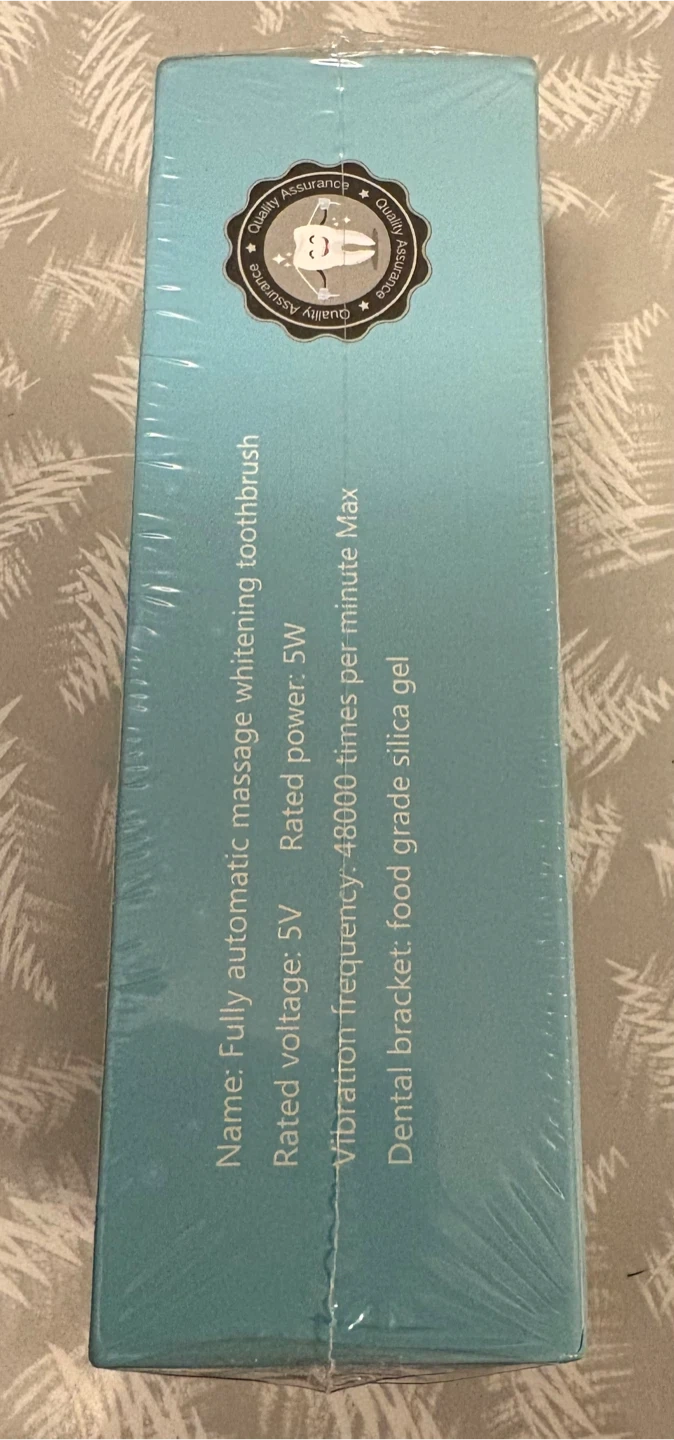 Quality Assurance ★ Quality Assurance ★ Quality Assurance ★
Name: Fully automatic massage whitening toothbrush
Rated voltage: 5V Rated power: 5W
Vibration frequency: 48000 times per minute Max
Dental bracket: food grade silica gel